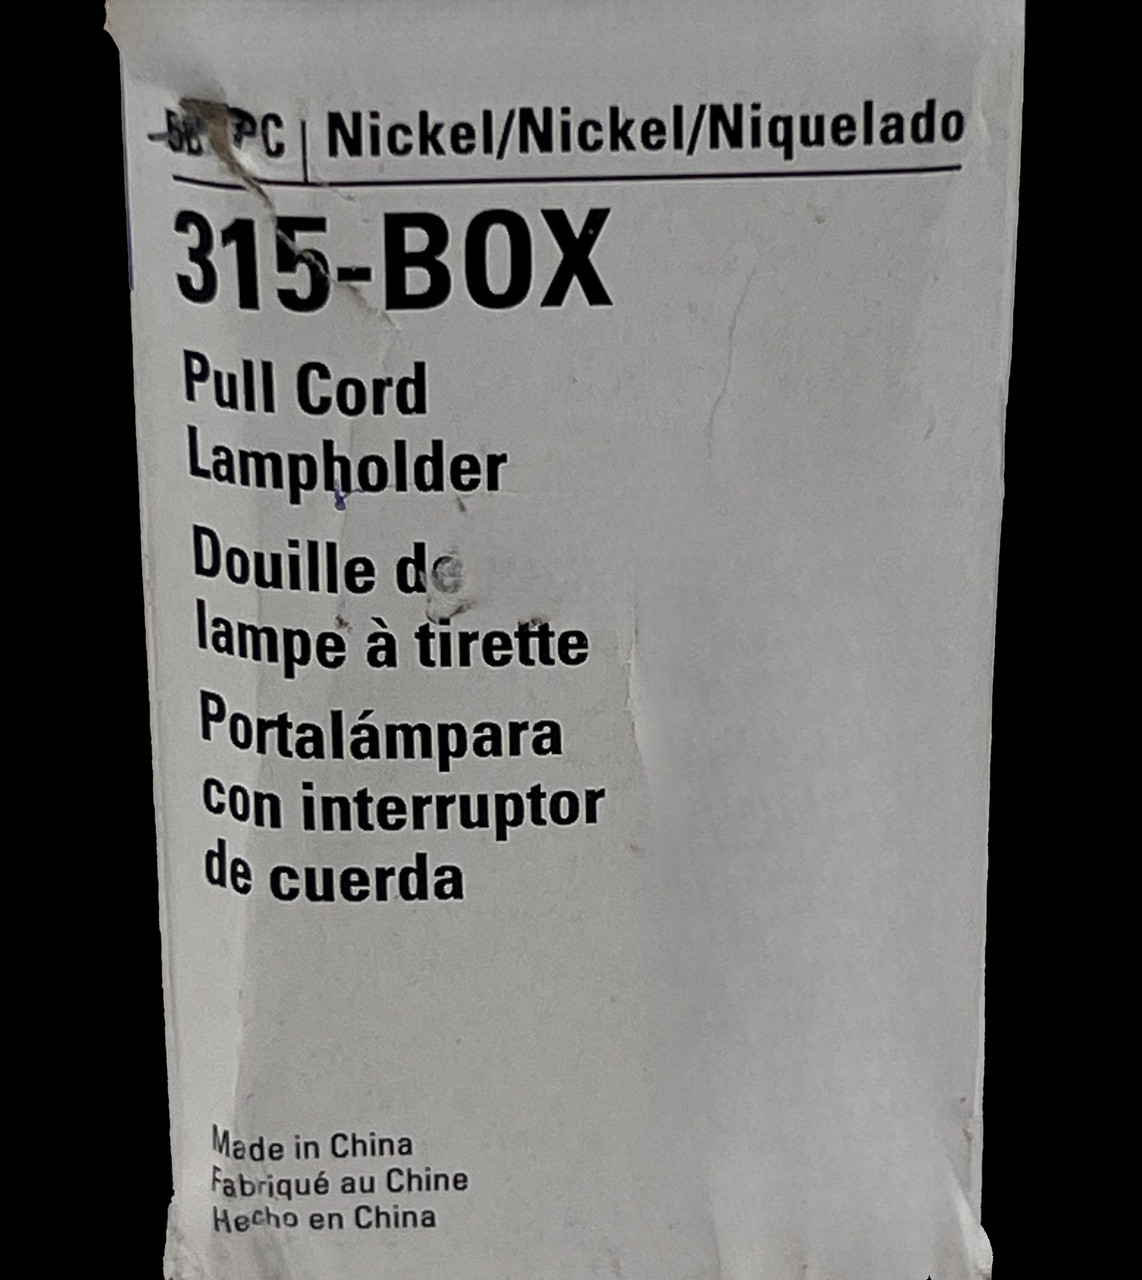 PC | Nickel/Nickel/Niquelado
315-BOX
Pull Cord
Lampholder
Douille de
lampe à tirette
Portalámpara
con interruptor
de cuerda
Made in China
Fabriqué au Chine
Hecho en China